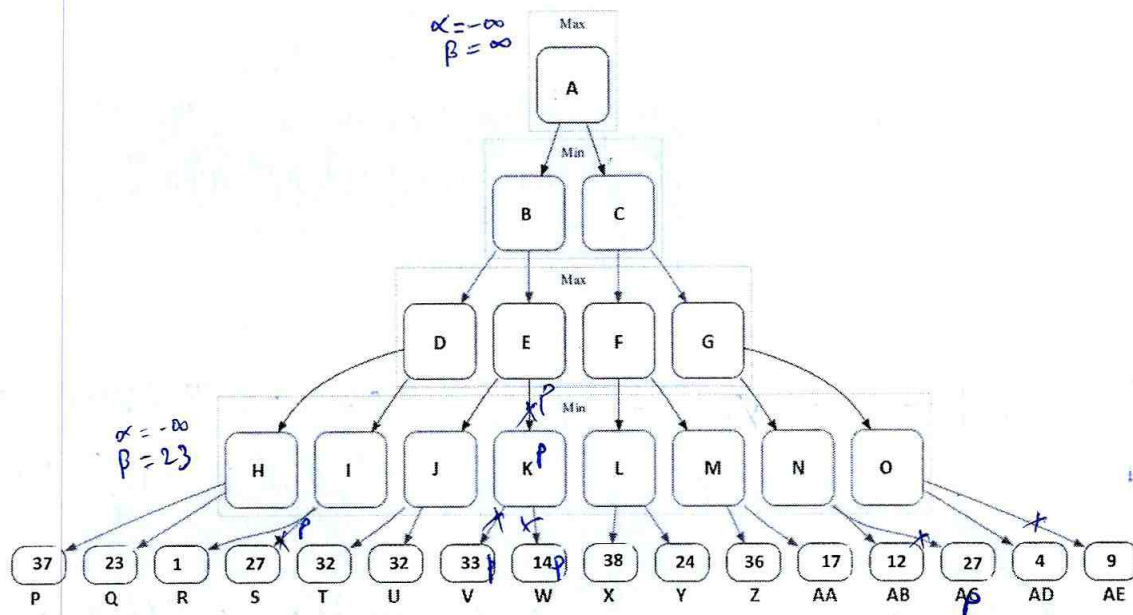 α = -∞ Max
β = ∞
A
Min
B C
Max
D E F G
P
Min
α = -∞
β = 23
H I J K L M N O
P
P
37 23 1 27 32 32 33 14 38 24 36 17 12 27 4 9
P P
P Q R S T U V W X Y Z AA AB AC AD AE
P